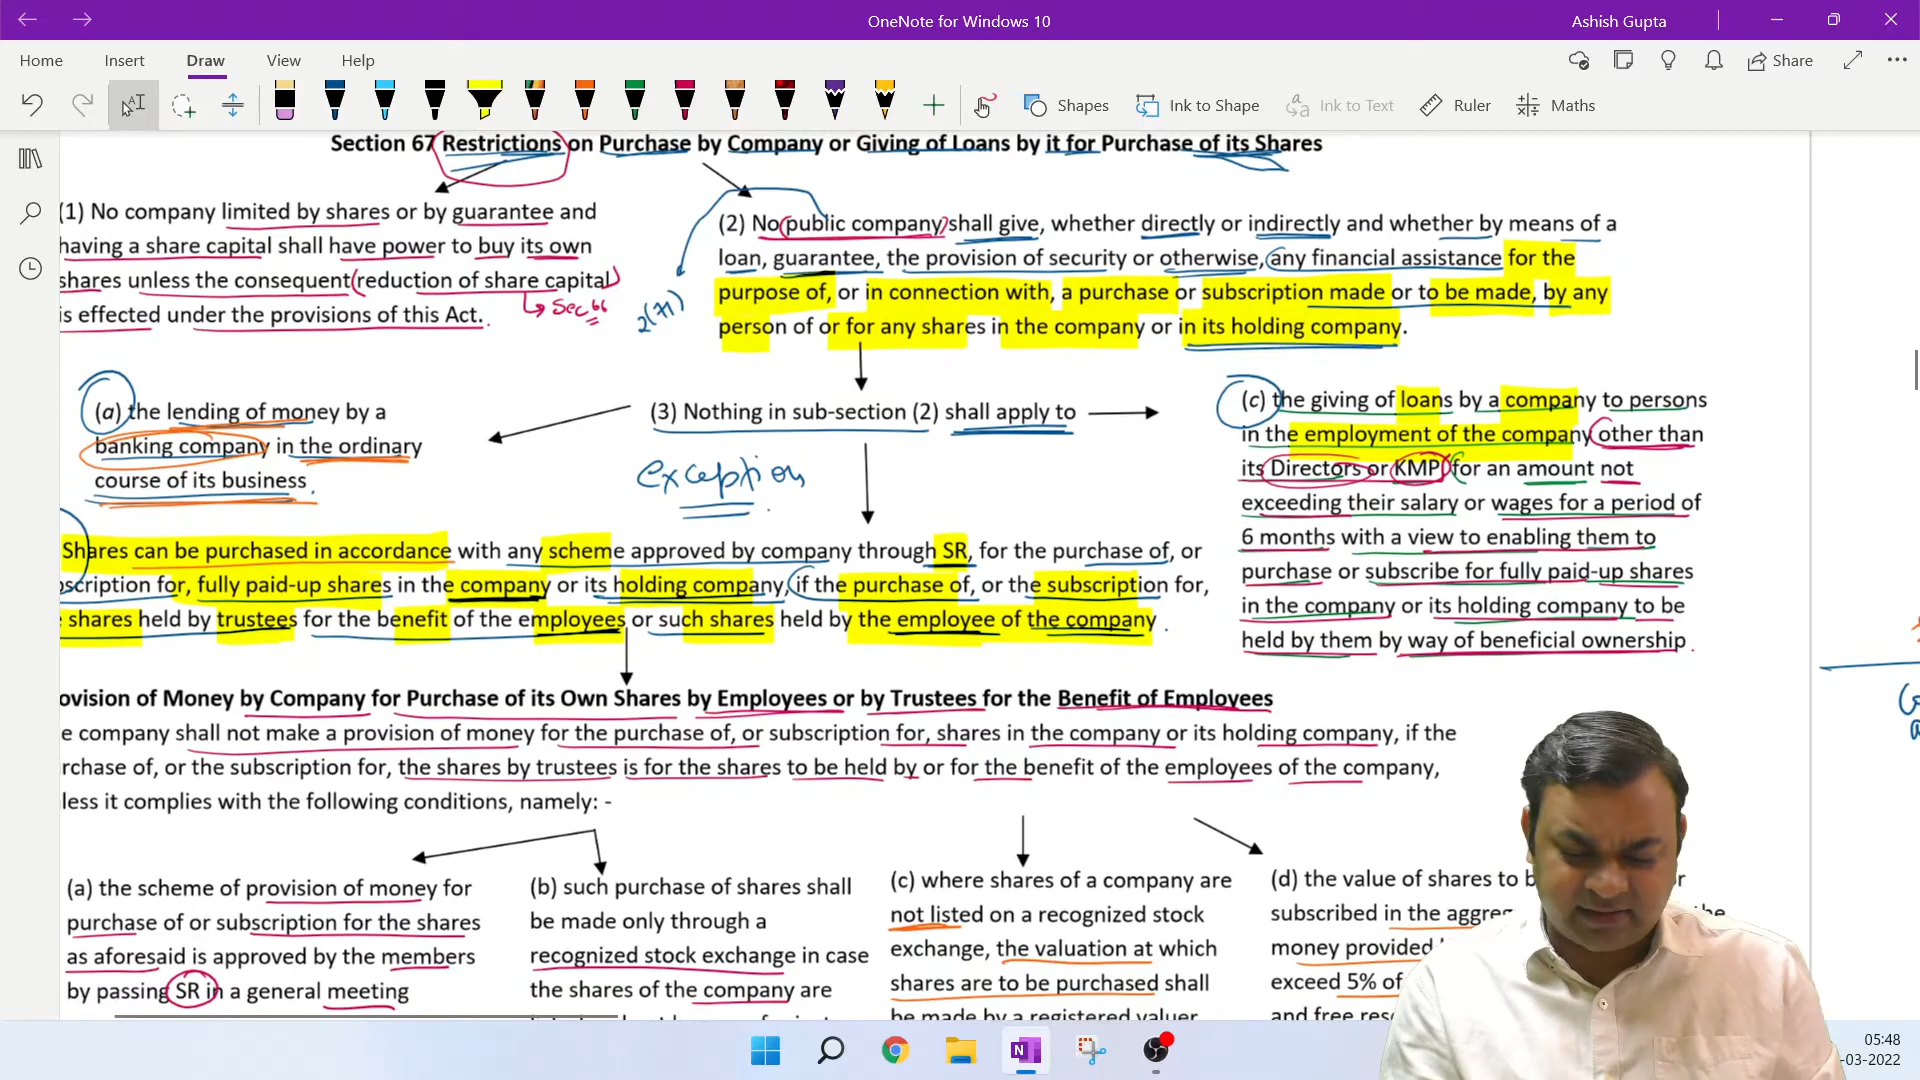 OneNote for Windows 10
Ashish Gupta
Home Insert Draw View Help
Share
Shapes Ink to Shape Ink to Text Ruler Maths
Section 67 Restrictions on Purchase by Company or Giving of Loans by it for Purchase of its Shares
(1) No company limited by shares or by guarantee and
having a share capital shall have power to buy its own
shares unless the consequent reduction of share capital
is effected under the provisions of this Act.
Sec 66
(2) No public company shall give, whether directly or indirectly and whether by means of a
loan, guarantee, the provision of security or otherwise, any financial assistance for the
purpose of, or in connection with, a purchase or subscription made or to be made, by any
person of or for any shares in the company or in its holding company.
2(71)
(a) the lending of money by a
banking company in the ordinary
course of its business.
(3) Nothing in sub-section (2) shall apply to
exception
(c) the giving of loans by a company to persons
in the employment of the company other than
its Directors or KMP for an amount not
exceeding their salary or wages for a period of
6 months with a view to enabling them to
purchase or subscribe for fully paid-up shares
in the company or its holding company to be
held by them by way of beneficial ownership.
Shares can be purchased in accordance with any scheme approved by company through SR, for the purchase of, or
scription for, fully paid-up shares in the company or its holding company, if the purchase of, or the subscription for,
shares held by trustees for the benefit of the employees or such shares held by the employee of the company.
ovision of Money by Company for Purchase of its Own Shares by Employees or by Trustees for the Benefit of Employees
e company shall not make a provision of money for the purchase of, or subscription for, shares in the company or its holding company, if the
rchase of, or the subscription for, the shares by trustees is for the shares to be held by or for the benefit of the employees of the company,
less it complies with the following conditions, namely: -
(a) the scheme of provision of money for
purchase of or subscription for the shares
as aforesaid is approved by the members
by passing SR in a general meeting
(b) such purchase of shares shall
be made only through a
recognized stock exchange in case
the shares of the company are
(c) where shares of a company are
not listed on a recognized stock
exchange, the valuation at which
shares are to be purchased shall
be made by a registered valuer
(d) the value of shares to b
subscribed in the aggre
money provided
exceed 5% of
and free res
05:48
-03-2022